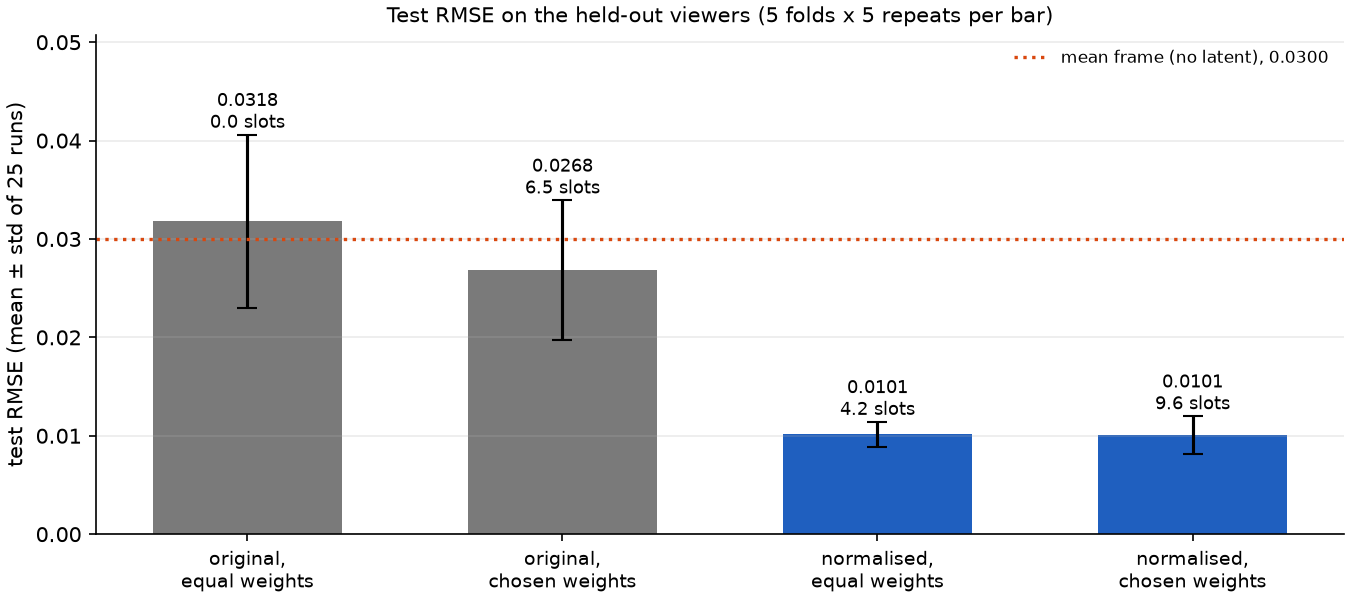 Test RMSE on the held-out viewers (5 folds x 5 repeats per bar)
test RMSE (mean ± std of 25 runs)
0.05
0.04
0.03
0.02
0.01
0.00
mean frame (no latent), 0.0300
0.0318
0.0 slots
0.0268
6.5 slots
0.0101
4.2 slots
0.0101
9.6 slots
original,
equal weights
original,
chosen weights
normalised,
equal weights
normalised,
chosen weights